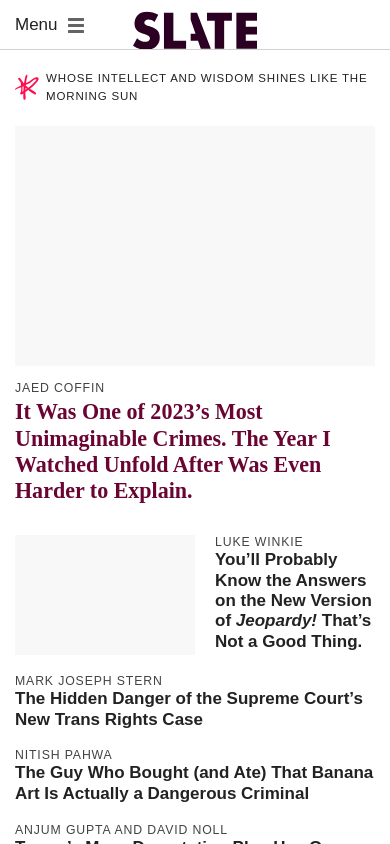 Menu
SLATE
WHOSE INTELLECT AND WISDOM SHINES LIKE THE
MORNING SUN
JAED COFFIN
It Was One of 2023’s Most
Unimaginable Crimes. The Year I
Watched Unfold After Was Even
Harder to Explain.
LUKE WINKIE
You’ll Probably
Know the Answers
on the New Version
of Jeopardy! That’s
Not a Good Thing.
MARK JOSEPH STERN
The Hidden Danger of the Supreme Court’s
New Trans Rights Case
NITISH PAHWA
The Guy Who Bought (and Ate) That Banana
Art Is Actually a Dangerous Criminal
ANJUM GUPTA AND DAVID NOLL